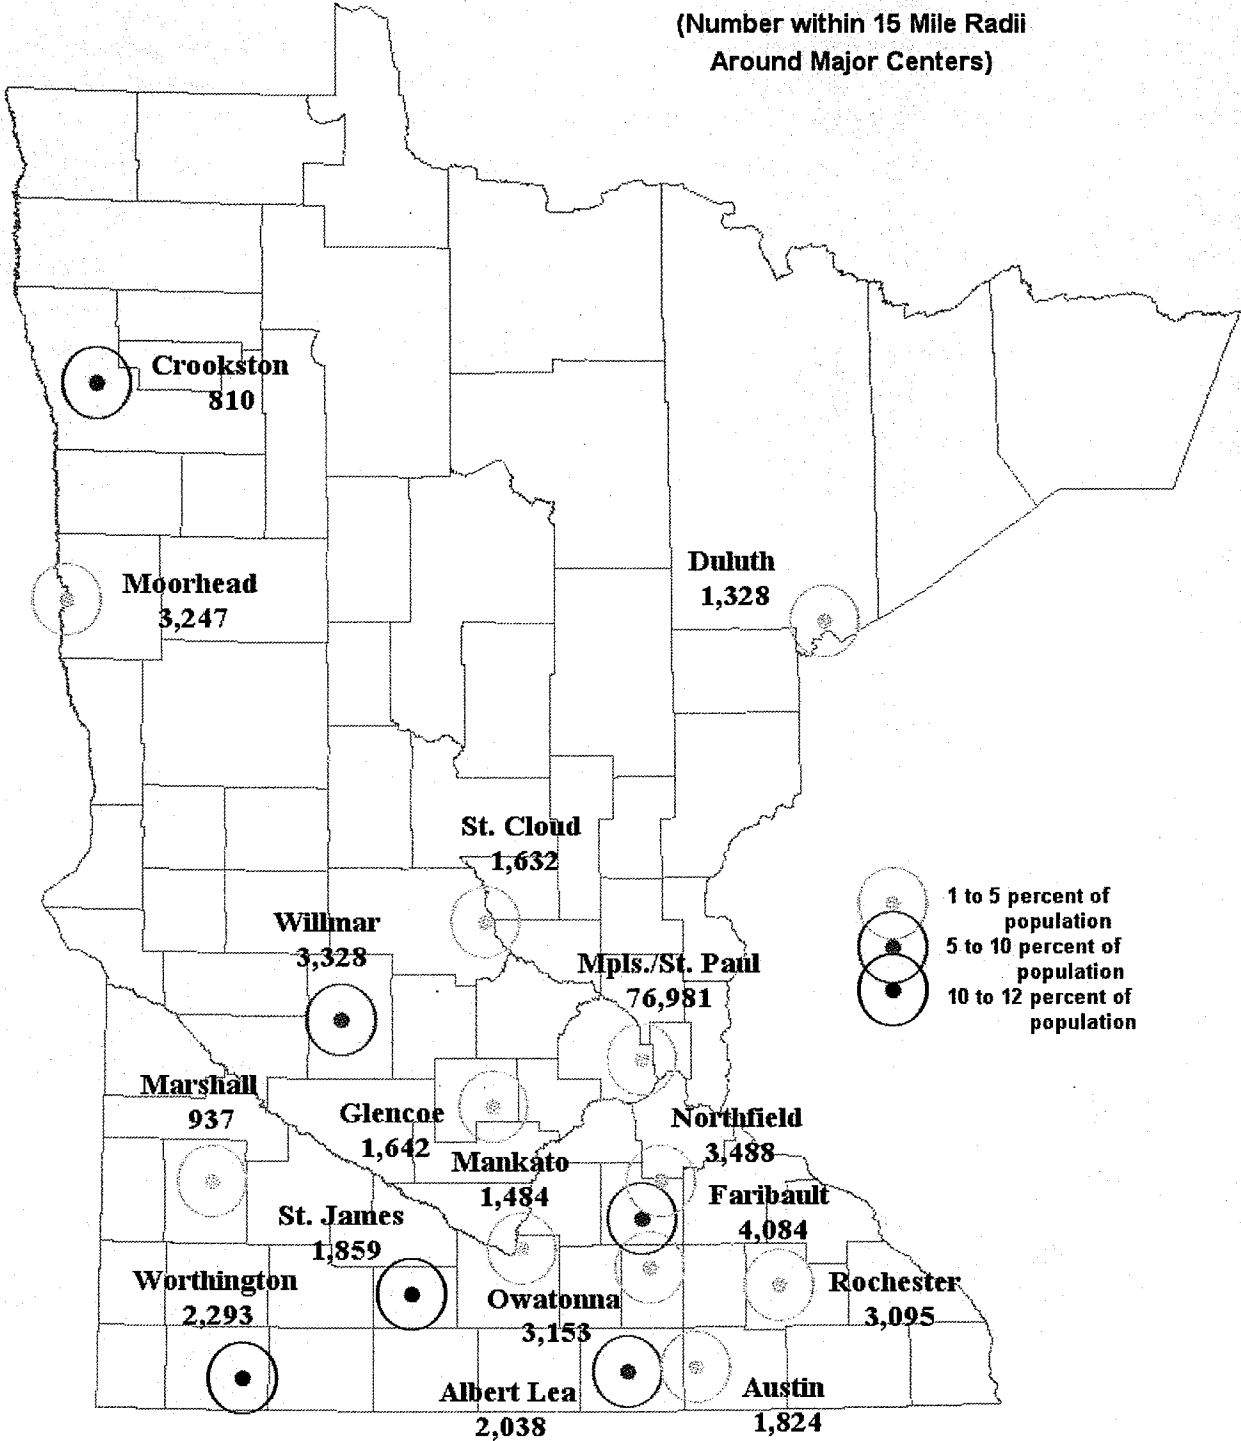 (Number within 15 Mile Radii
Around Major Centers)
Crookston
810
Moorhead
3,247
Duluth
1,328
St. Cloud
1,632
Willmar
3,328
Mpls./St. Paul
76,981
1 to 5 percent of
population
5 to 10 percent of
population
10 to 12 percent of
population
Marshall
937
Glencoe
1,642
Northfield
3,488
Mankato
1,484
Faribault
4,084
St. James
1,859
Worthington
2,293
Owatonna
3,153
Rochester
3,095
Albert Lea
2,038
Austin
1,824